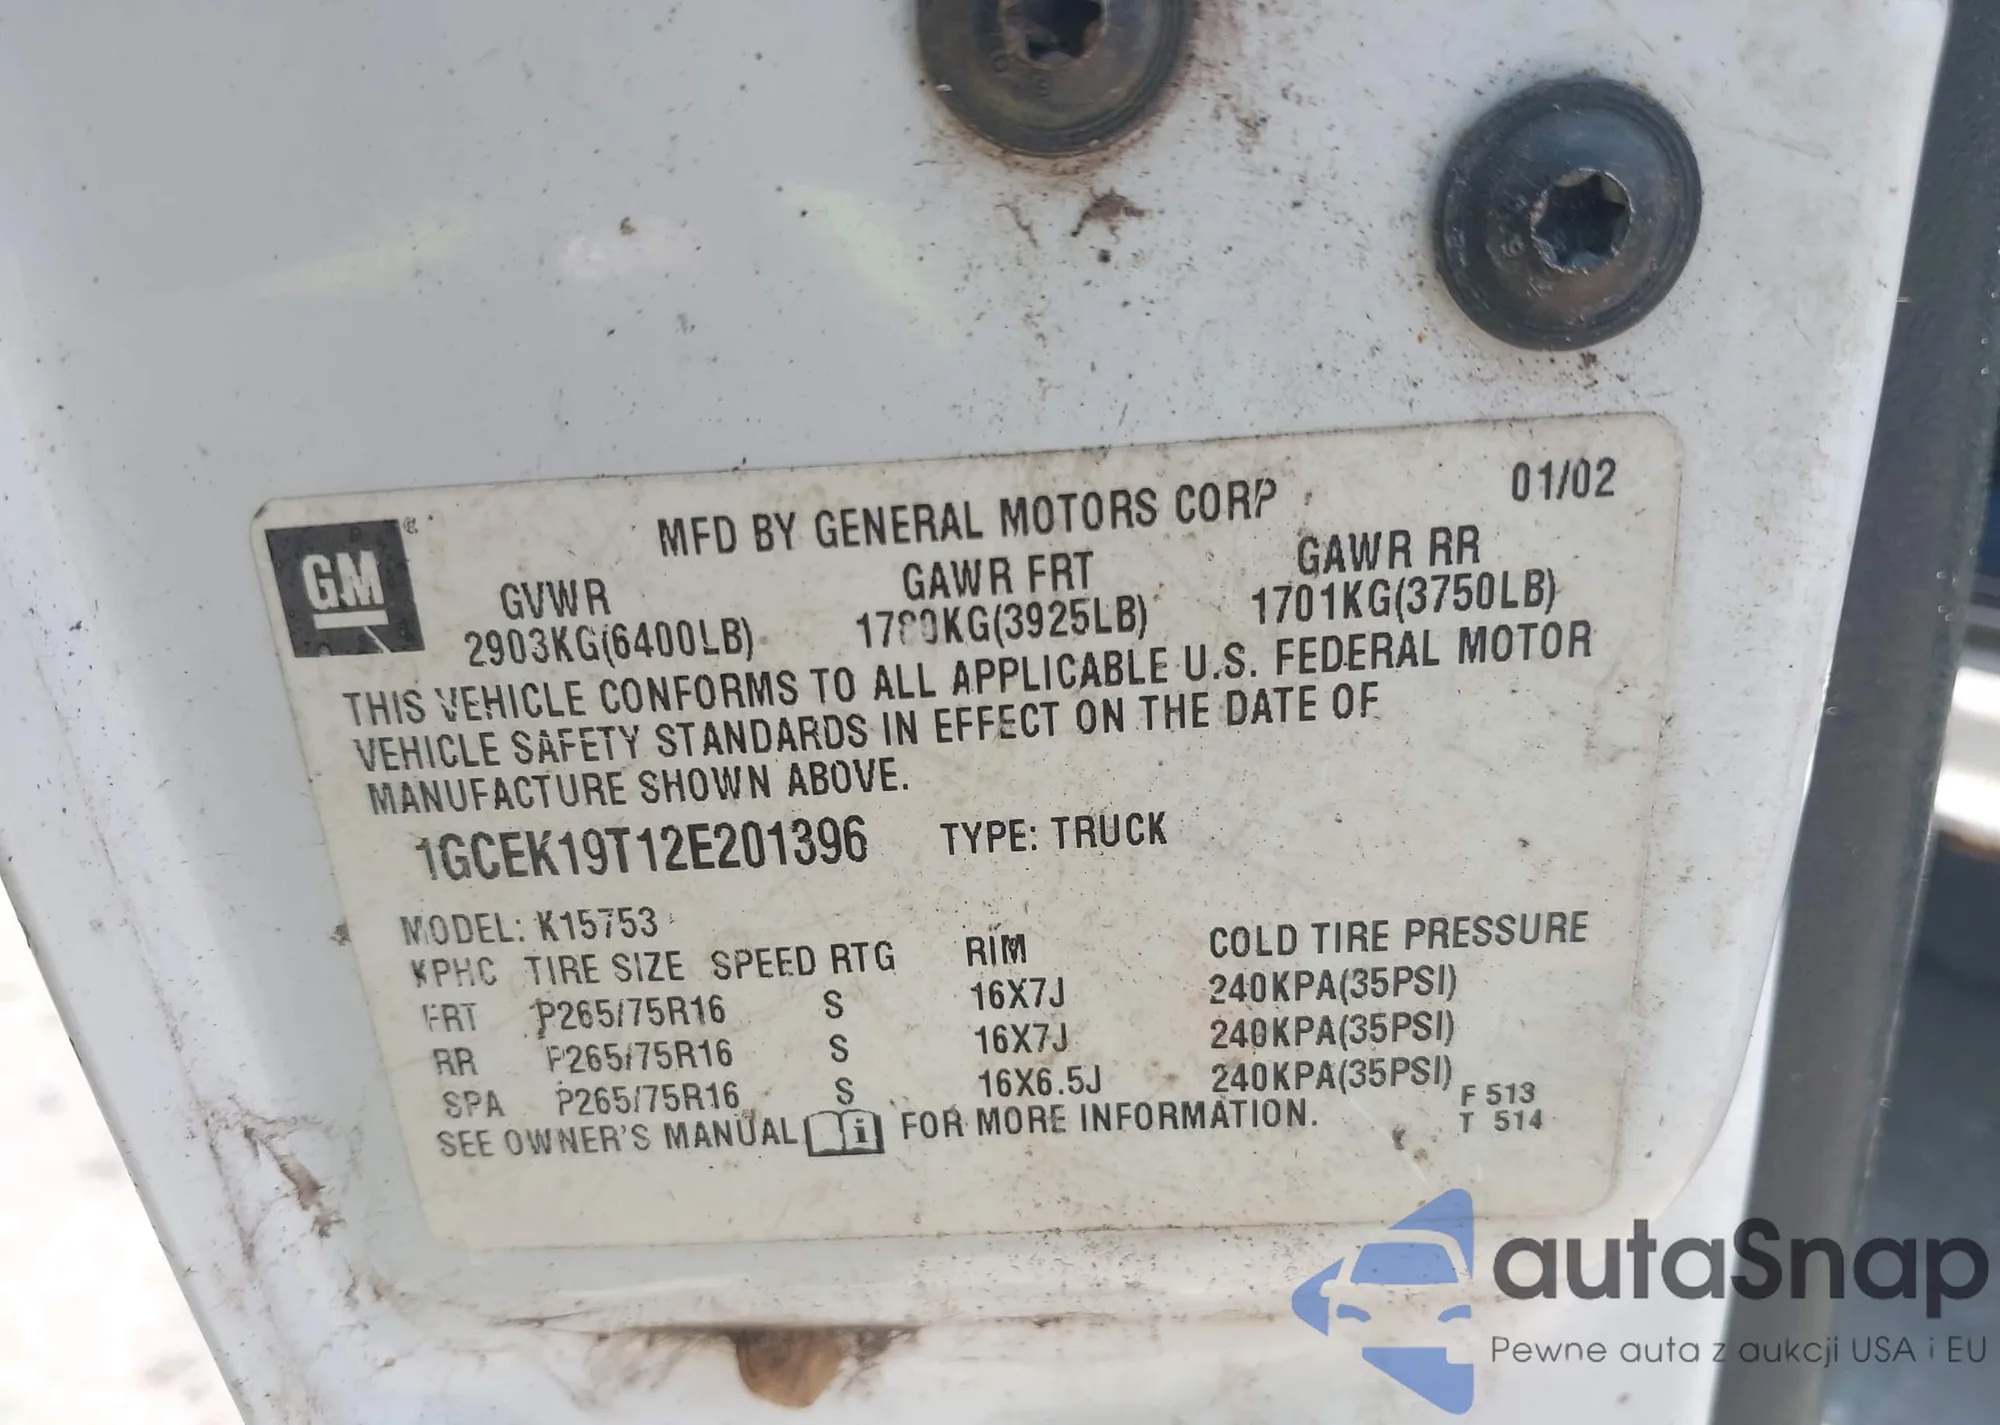 GM ®
MFD BY GENERAL MOTORS CORP
01/02
GVWR GAWR FRT GAWR RR
2903KG(6400LB) 1780KG(3925LB) 1701KG(3750LB)
THIS VEHICLE CONFORMS TO ALL APPLICABLE U.S. FEDERAL MOTOR
VEHICLE SAFETY STANDARDS IN EFFECT ON THE DATE OF
MANUFACTURE SHOWN ABOVE.
1GCEK19T12E201396 TYPE: TRUCK
MODEL: K15753
KPHC TIRE SIZE SPEED RTG RIM COLD TIRE PRESSURE
FRT P265/75R16 S 16X7J 240KPA(35PSI)
RR P265/75R16 S 16X7J 240KPA(35PSI)
SPA P265/75R16 S 16X6.5J 240KPA(35PSI)
F 513
SEE OWNER'S MANUAL i FOR MORE INFORMATION.
T 514
autaSnap
Pewne auta z aukcji USA i EU